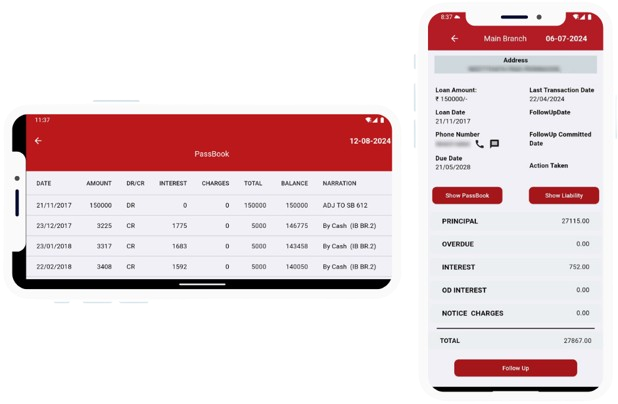 11:37
12-08-2024
PassBook
DATE AMOUNT DR/CR INTEREST CHARGES TOTAL BALANCE NARRATION
21/11/2017 150000 DR 0 0 150000 150000 ADJ TO SB 612
23/12/2017 3225 CR 1775 0 5000 146775 By Cash (IB BR.2)
23/01/2018 3317 CR 1683 0 5000 143458 By Cash (IB BR.2)
22/02/2018 3408 CR 1592 0 5000 140050 By Cash (IB BR.2)
8:37
Main Branch 06-07-2024
Address
Loan Amount: Last Transaction Date
₹ 150000/- 22/04/2024
Loan Date FollowUpDate
21/11/2017
Phone Number FollowUp Committed
Date
Due Date
21/05/2028 Action Taken
Show PassBook Show Liability
PRINCIPAL 27115.00
OVERDUE 0.00
INTEREST 752.00
OD INTEREST 0.00
NOTICE CHARGES 0.00
TOTAL 27867.00
Follow Up